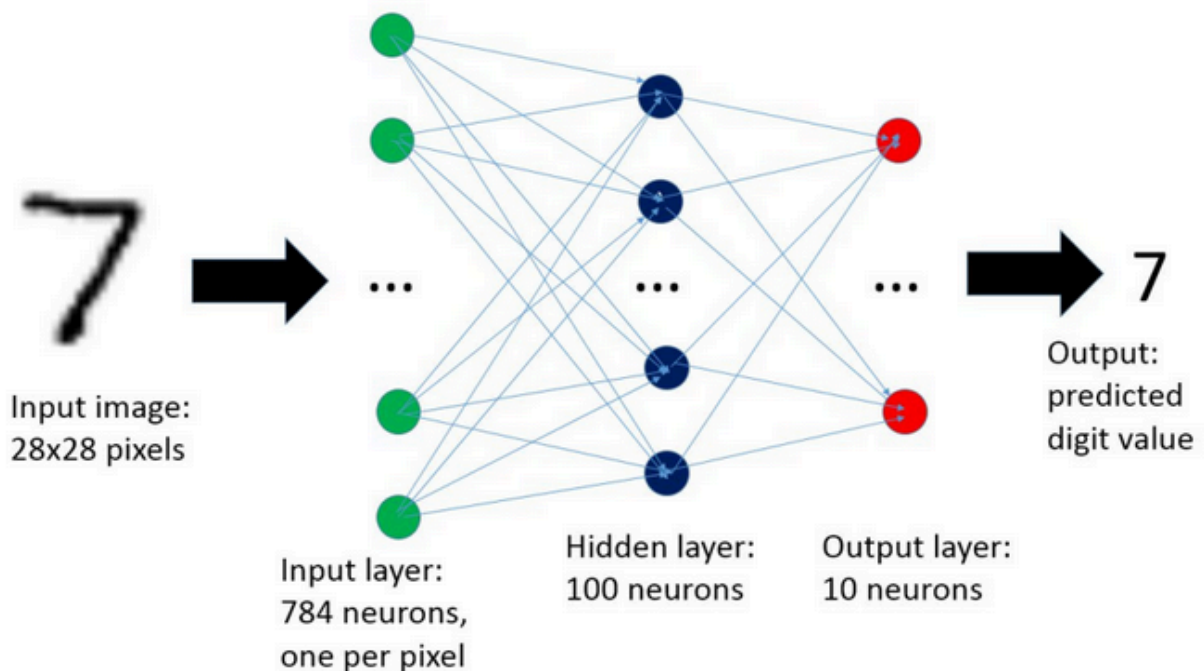 7
Input image:
28x28 pixels
...
Input layer:
784 neurons,
one per pixel
...
Hidden layer:
100 neurons
...
Output layer:
10 neurons
7
Output:
predicted
digit value